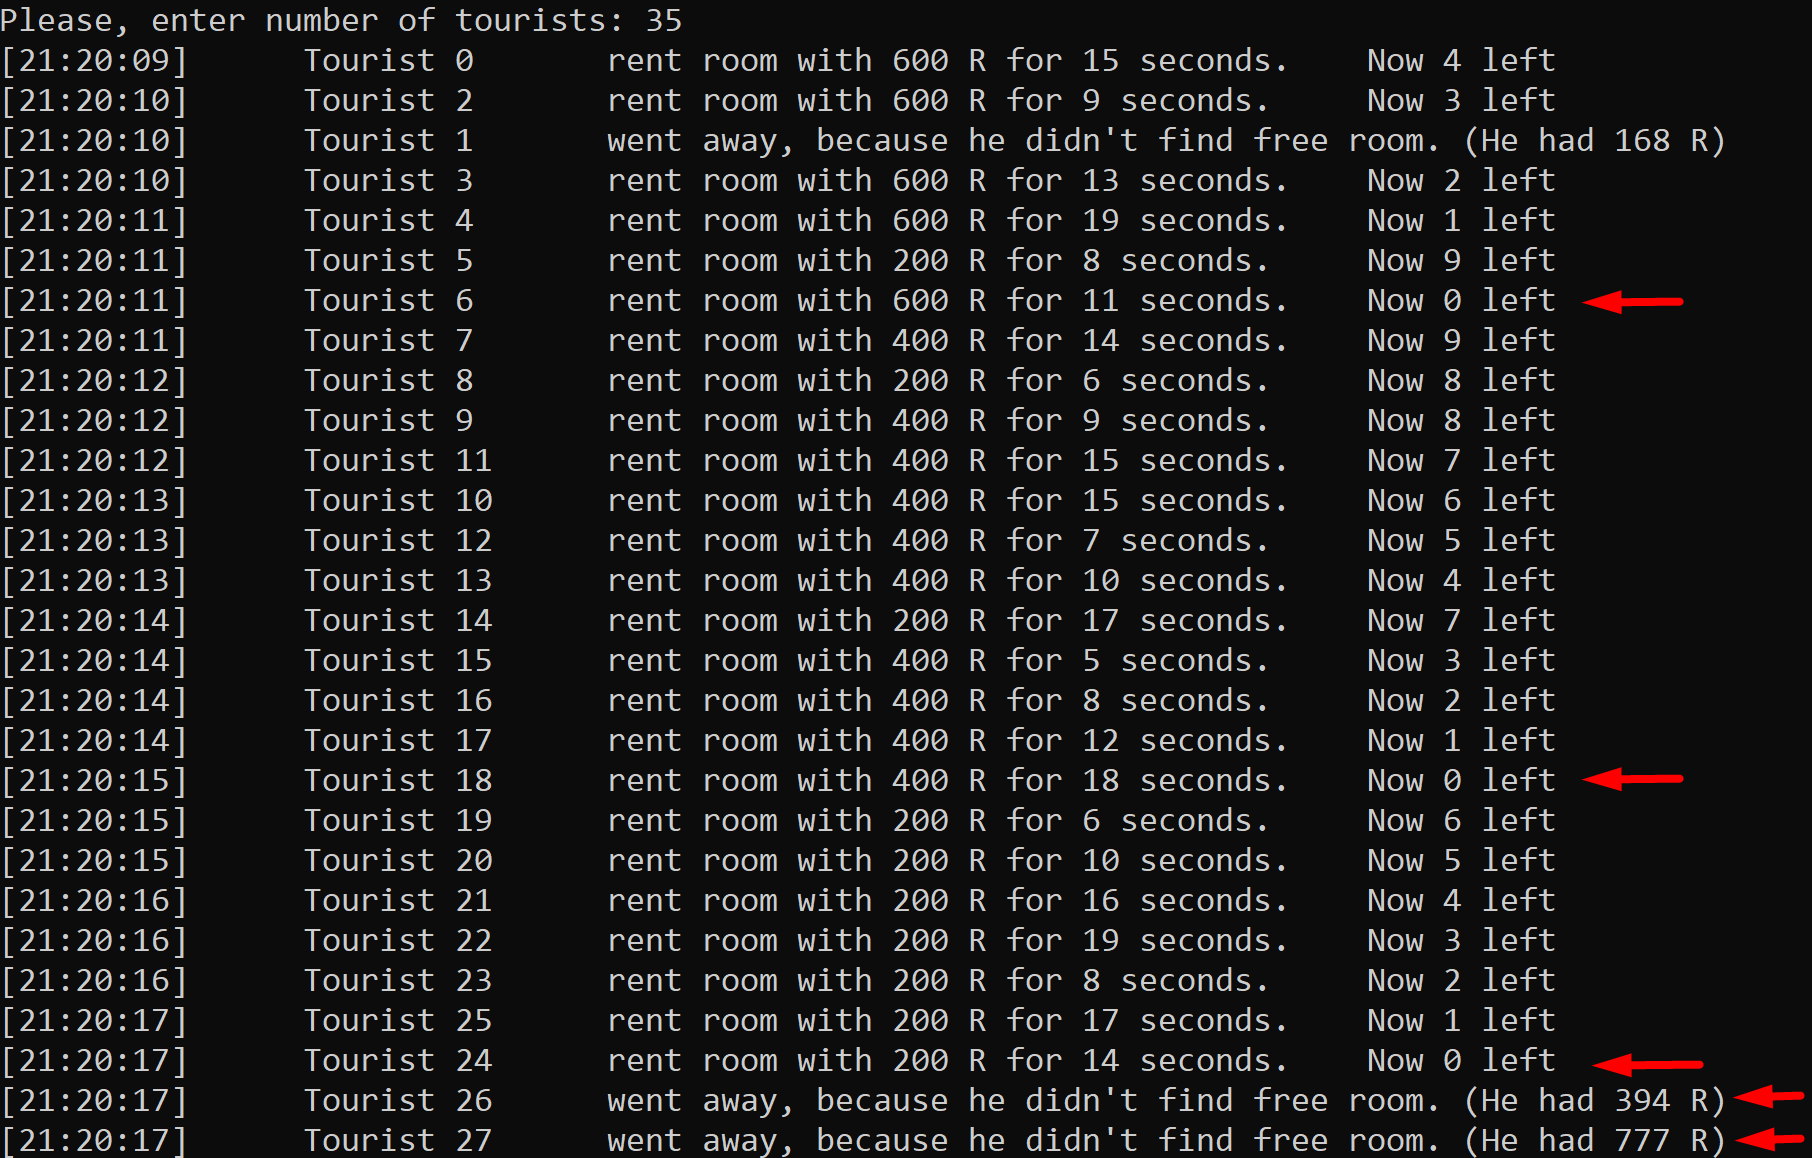 Please, enter number of tourists: 35
[21:20:09] Tourist 0 rent room with 600 R for 15 seconds. Now 4 left
[21:20:10] Tourist 2 rent room with 600 R for 9 seconds. Now 3 left
[21:20:10] Tourist 1 went away, because he didn't find free room. (He had 168 R)
[21:20:10] Tourist 3 rent room with 600 R for 13 seconds. Now 2 left
[21:20:11] Tourist 4 rent room with 600 R for 19 seconds. Now 1 left
[21:20:11] Tourist 5 rent room with 200 R for 8 seconds. Now 9 left
[21:20:11] Tourist 6 rent room with 600 R for 11 seconds. Now 0 left
[21:20:11] Tourist 7 rent room with 400 R for 14 seconds. Now 9 left
[21:20:12] Tourist 8 rent room with 200 R for 6 seconds. Now 8 left
[21:20:12] Tourist 9 rent room with 400 R for 9 seconds. Now 8 left
[21:20:12] Tourist 11 rent room with 400 R for 15 seconds. Now 7 left
[21:20:13] Tourist 10 rent room with 400 R for 15 seconds. Now 6 left
[21:20:13] Tourist 12 rent room with 400 R for 7 seconds. Now 5 left
[21:20:13] Tourist 13 rent room with 400 R for 10 seconds. Now 4 left
[21:20:14] Tourist 14 rent room with 200 R for 17 seconds. Now 7 left
[21:20:14] Tourist 15 rent room with 400 R for 5 seconds. Now 3 left
[21:20:14] Tourist 16 rent room with 400 R for 8 seconds. Now 2 left
[21:20:14] Tourist 17 rent room with 400 R for 12 seconds. Now 1 left
[21:20:15] Tourist 18 rent room with 400 R for 18 seconds. Now 0 left
[21:20:15] Tourist 19 rent room with 200 R for 6 seconds. Now 6 left
[21:20:15] Tourist 20 rent room with 200 R for 10 seconds. Now 5 left
[21:20:16] Tourist 21 rent room with 200 R for 16 seconds. Now 4 left
[21:20:16] Tourist 22 rent room with 200 R for 19 seconds. Now 3 left
[21:20:16] Tourist 23 rent room with 200 R for 8 seconds. Now 2 left
[21:20:17] Tourist 25 rent room with 200 R for 17 seconds. Now 1 left
[21:20:17] Tourist 24 rent room with 200 R for 14 seconds. Now 0 left
[21:20:17] Tourist 26 went away, because he didn't find free room. (He had 394 R)
[21:20:17] Tourist 27 went away, because he didn't find free room. (He had 777 R)